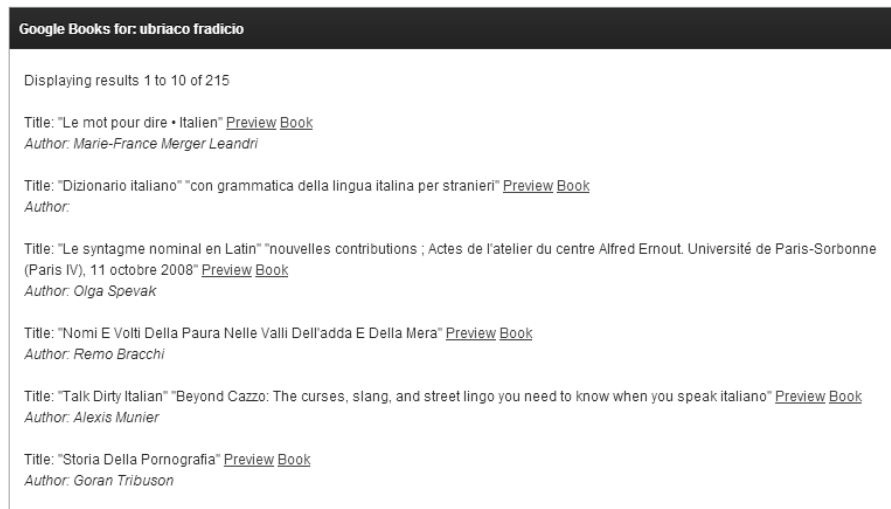 Google Books for: ubriaco fradicio
Displaying results 1 to 10 of 215
Title: "Le mot pour dire • Italien" Preview Book
Author: Marie-France Merger Leandri
Title: "Dizionario italiano" "con grammatica della lingua italina per stranieri" Preview Book
Author:
Title: "Le syntagme nominal en Latin" "nouvelles contributions ; Actes de l'atelier du centre Alfred Ernout. Université de Paris-Sorbonne
(Paris IV), 11 octobre 2008" Preview Book
Author: Olga Spevak
Title: "Nomi E Volti Della Paura Nelle Valli Dell'adda E Della Mera" Preview Book
Author: Remo Bracchi
Title: "Talk Dirty Italian" "Beyond Cazzo: The curses, slang, and street lingo you need to know when you speak italiano" Preview Book
Author: Alexis Munier
Title: "Storia Della Pornografia" Preview Book
Author: Goran Tribuson